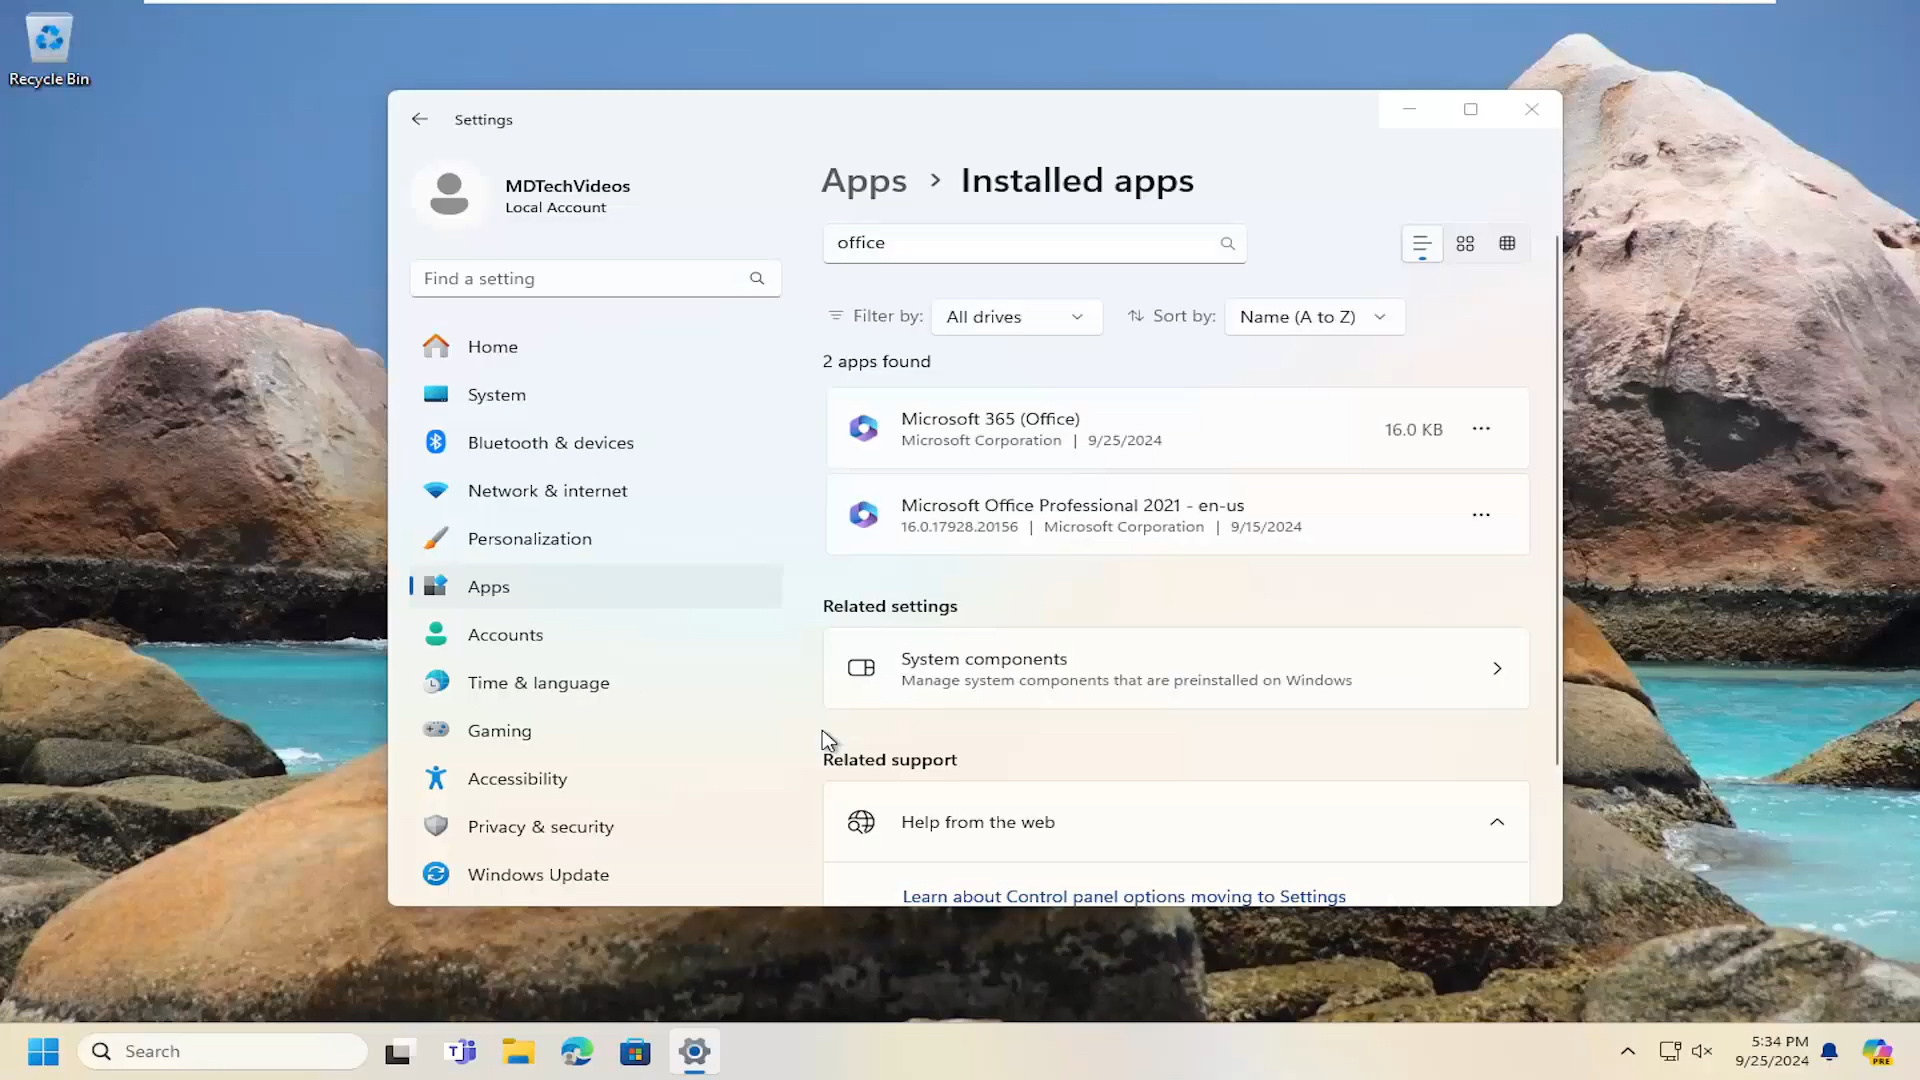 Recycle Bin
Settings
MDTechVideos
Local Account
Find a setting
Home
System
Bluetooth & devices
Network & internet
Personalization
Apps
Accounts
Time & language
Gaming
Accessibility
Privacy & security
Windows Update
Apps > Installed apps
office
Filter by: All drives Sort by: Name (A to Z)
2 apps found
Microsoft 365 (Office)
Microsoft Corporation | 9/25/2024
16.0 KB
Microsoft Office Professional 2021 - en-us
16.0.17928.20156 | Microsoft Corporation | 9/15/2024
Related settings
System components
Manage system components that are preinstalled on Windows
Related support
Help from the web
Learn about Control panel options moving to Settings
Search
T
5:34 PM
9/25/2024
PRE